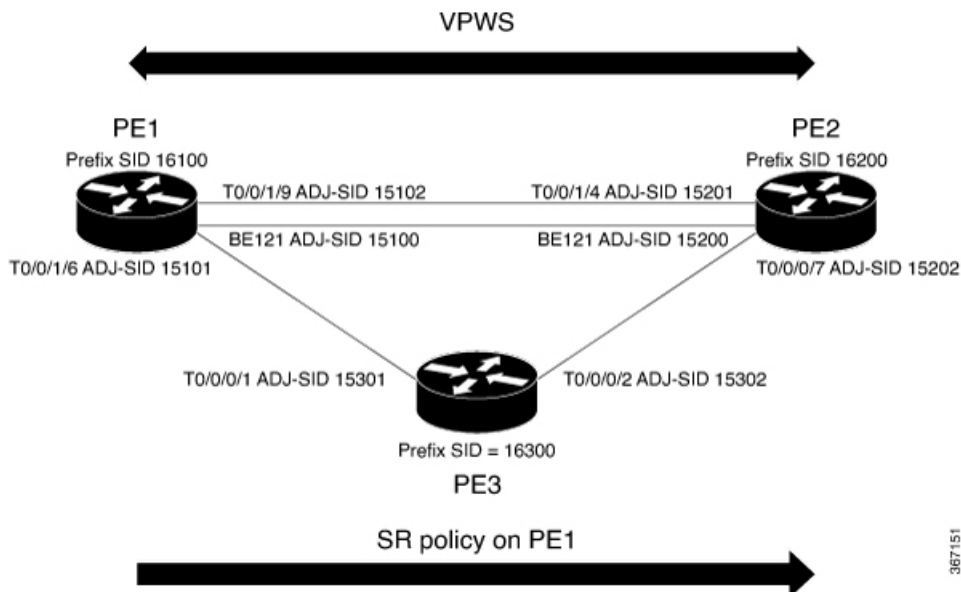 VPWS
PE1
PE2
Prefix SID 16100
Prefix SID 16200
T0/0/1/9 ADJ-SID 15102
T0/0/1/4 ADJ-SID 15201
BE121 ADJ-SID 15100
BE121 ADJ-SID 15200
T0/0/1/6 ADJ-SID 15101
T0/0/0/7 ADJ-SID 15202
T0/0/0/1 ADJ-SID 15301
T0/0/0/2 ADJ-SID 15302
Prefix SID = 16300
PE3
SR policy on PE1
367151